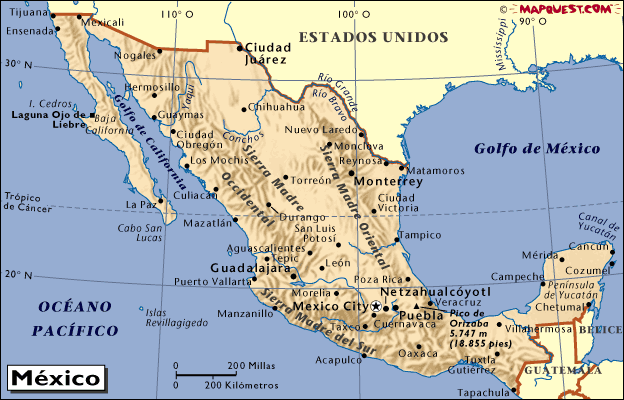 110° O
100° O
MAPQUEST.COM
90° O
Tijuana
Mexicali
Ensenada
Nogales
Ciudad
Juárez
ESTADOS UNIDOS
Mississippi
30° N
30° N
Bermosillo
Yaqui
Río Grande
Río Bravo
I. Cedros
Laguna Ojo de
Liebre
Baja
California
Guaymas
Chihuahua
Golfo de California
Ciudad
Obregón
Conchos
Nuevo Laredo
Monclova
Los Mochis
Reynosa
Matamoros
Golfo de México
Sierra Madre
Occidental
Sierra Madre Oriental
Torreón
Monterrey
Trópico
de Cáncer
La Paz
Culiacán
Ciudad
Victoria
Durango
Cabo San
Lucas
Mazatlán
San Luis
Potosí
Tampico
Canal de
Yucatán
Aguascalientes
Tepic
León
Mérida
Cancún
Guadalajara
Poza Rica
Cozumel
20° N
Puerto Vallarta
Campeche
Península
de Yucatán
Netzahualcóyotl
Morelia
Mexico City
Veracruz
Chetumal
OCÉANO
PACÍFICO
Islas
Revillagigedo
Manzanillo
Sierra Madre del Sur
Puebla
Pico de
Orizaba
5.747 m
(18.855 pies)
Cuernavaca
Taxco
Villahermosa
BELICE
Acapulco
Oaxaca
Tuxtla
Gutiérrez
GUATEMALA
0 200 Millas
0 200 Kilómetros
México
Tapachula